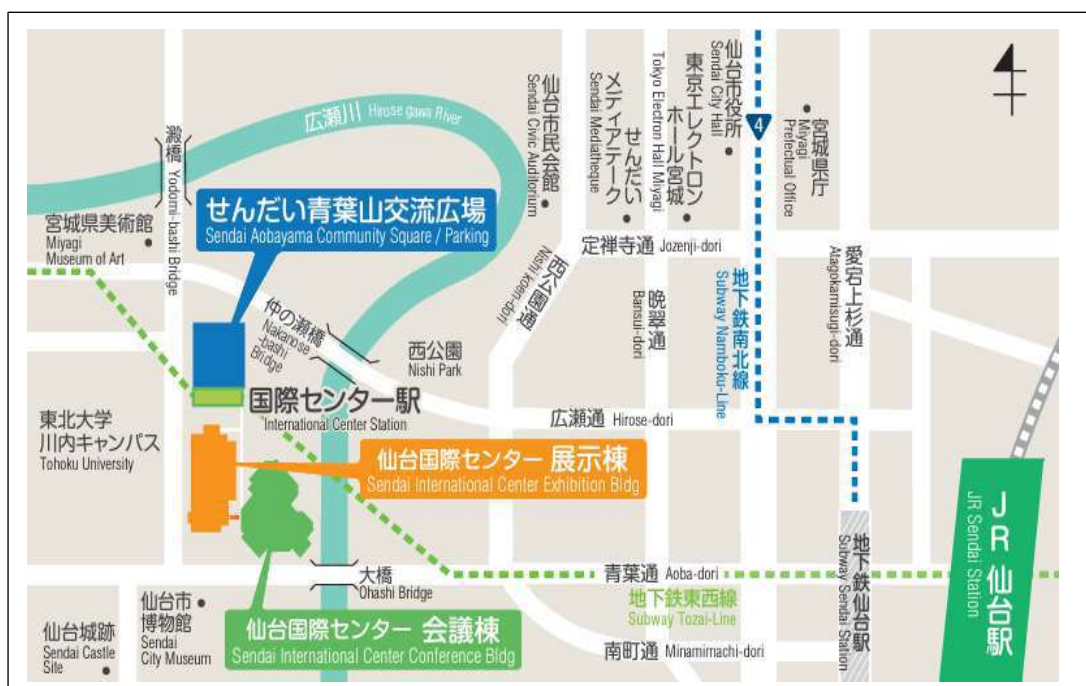 広瀬川 Hirose gawa River
澱橋 Yodomi-bashi Bridge
仙台市民会館
Sendai Civic Auditorium
せんだい
メディアテーク
Sendai Mediatheque
東京エレクトロン
ホール宮城
Tokyo Electron Hall Miyagi
仙台市役所
Sendai City Hall
4
宮城県庁
Miyagi
Prefectual Office
せんだい青葉山交流広場
Sendai Aobayama Community Square / Parking
宮城県美術館
Miyagi
Museum of Art
定禅寺通 Jozenji-dori
西公園通
Nishi koen-dori
晩翠通
Bansui-dori
地下鉄南北線
Subway Namboku-Line
愛宕上杉通
Atagokamisugi-dori
仲の瀬橋
Nakanose
-bashi
Bridge
西公園
Nishi Park
国際センター駅
International Center Station
広瀬通 Hirose-dori
東北大学
川内キャンパス
Tohoku University
仙台国際センター 展示棟
Sendai International Center Exhibition Bldg
JR 仙台駅
JR Sendai Station
地下鉄仙台駅
Subway Sendai Station
大橋
Ohashi Bridge
青葉通 Aoba-dori
地下鉄東西線
Subway Tozai-Line
仙台市
博物館
Sendai
City Museum
仙台城跡
Sendai Castle
Site
仙台国際センター 会議棟
Sendai International Center Conference Bldg
南町通 Minamimachi-dori